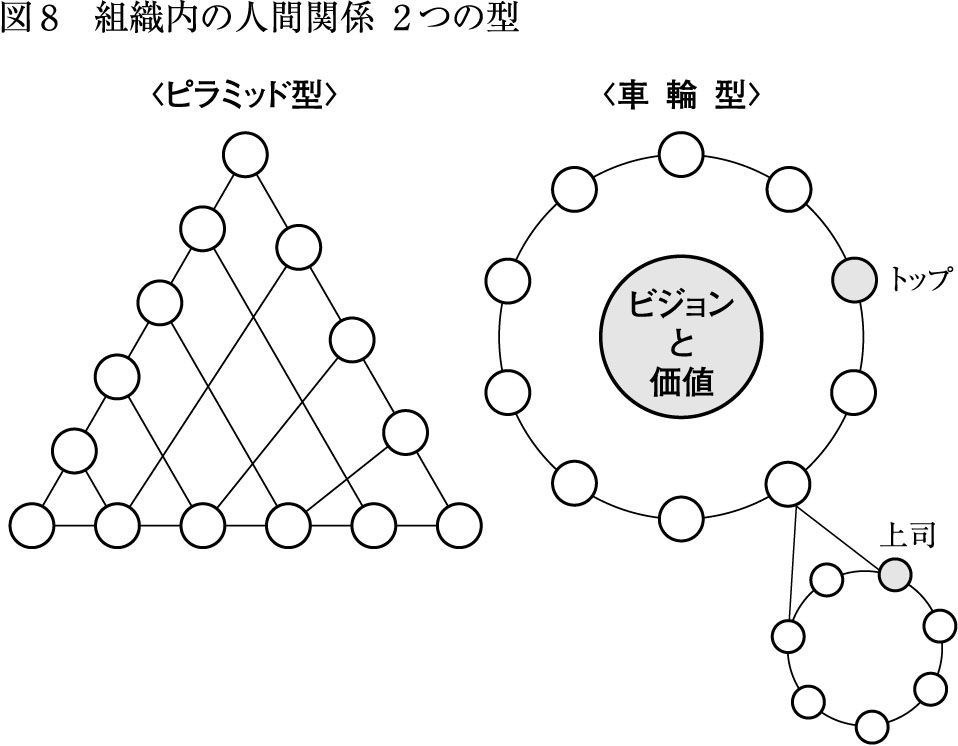 図８　組織内の人間関係 ２つの型
〈ピラミッド型〉
〈車 輪 型〉
トップ
ビジョン
と
価値
上司